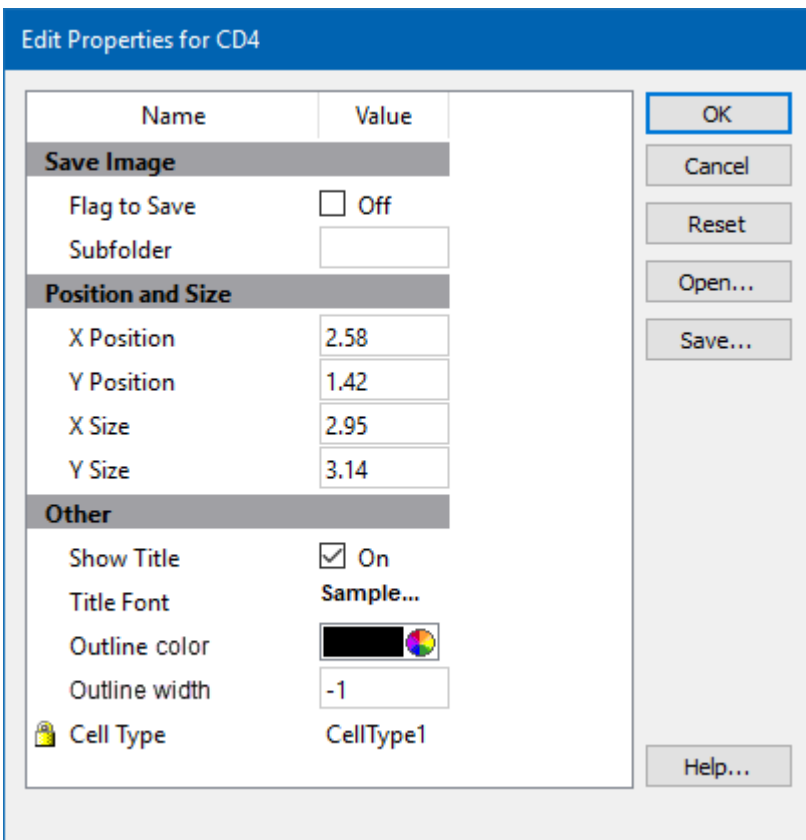 Edit Properties for CD4
Name Value
OK
Save Image
Cancel
Flag to Save Off
Reset
Subfolder
Position and Size
Open...
X Position 2.58
Save...
Y Position 1.42
X Size 2.95
Y Size 3.14
Other
Show Title On
Title Font Sample...
Outline color
Outline width -1
Cell Type CellType1
Help...